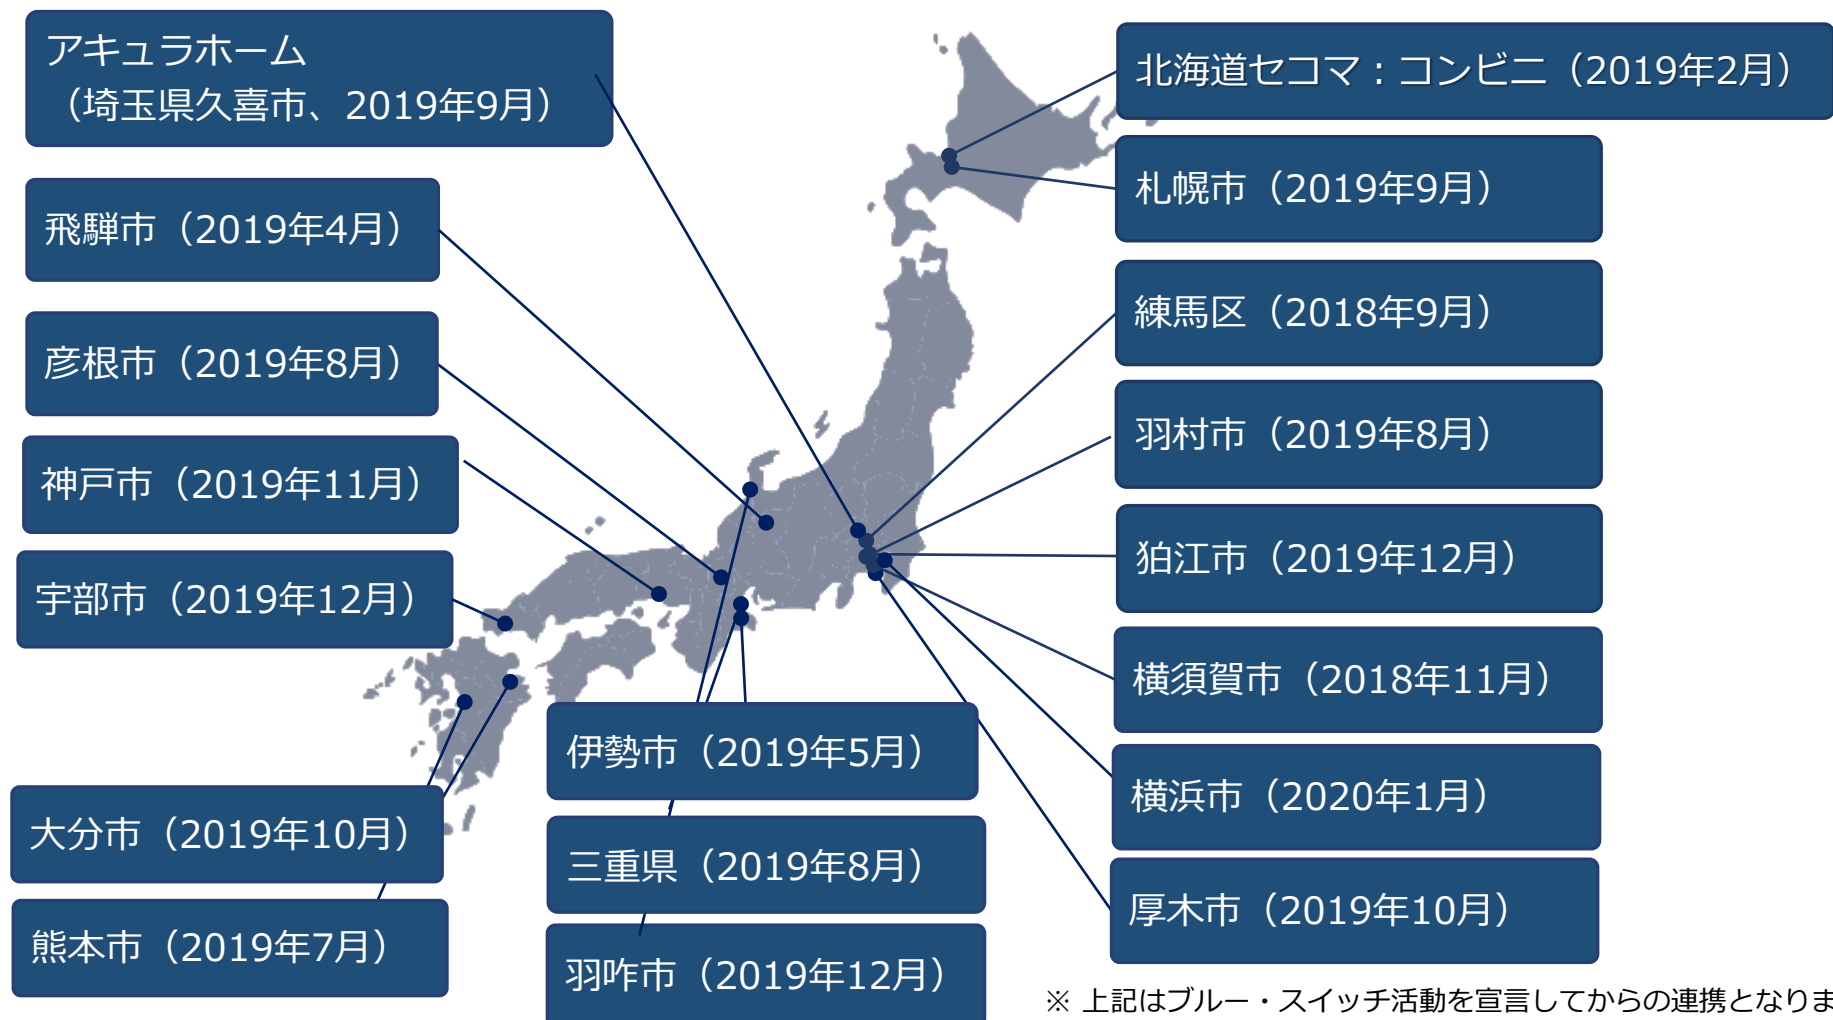 アキュラホーム
（埼玉県久喜市、2019年9月）
飛騨市（2019年4月）
彦根市（2019年8月）
神戸市（2019年11月）
宇部市（2019年12月）
大分市（2019年10月）
熊本市（2019年7月）
伊勢市（2019年5月）
三重県（2019年8月）
羽咋市（2019年12月）
北海道セコマ：コンビニ（2019年2月）
札幌市（2019年9月）
練馬区（2018年9月）
羽村市（2019年8月）
狛江市（2019年12月）
横須賀市（2018年11月）
横浜市（2020年1月）
厚木市（2019年10月）
※ 上記はブルー・スイッチ活動を宣言してからの連携となりま